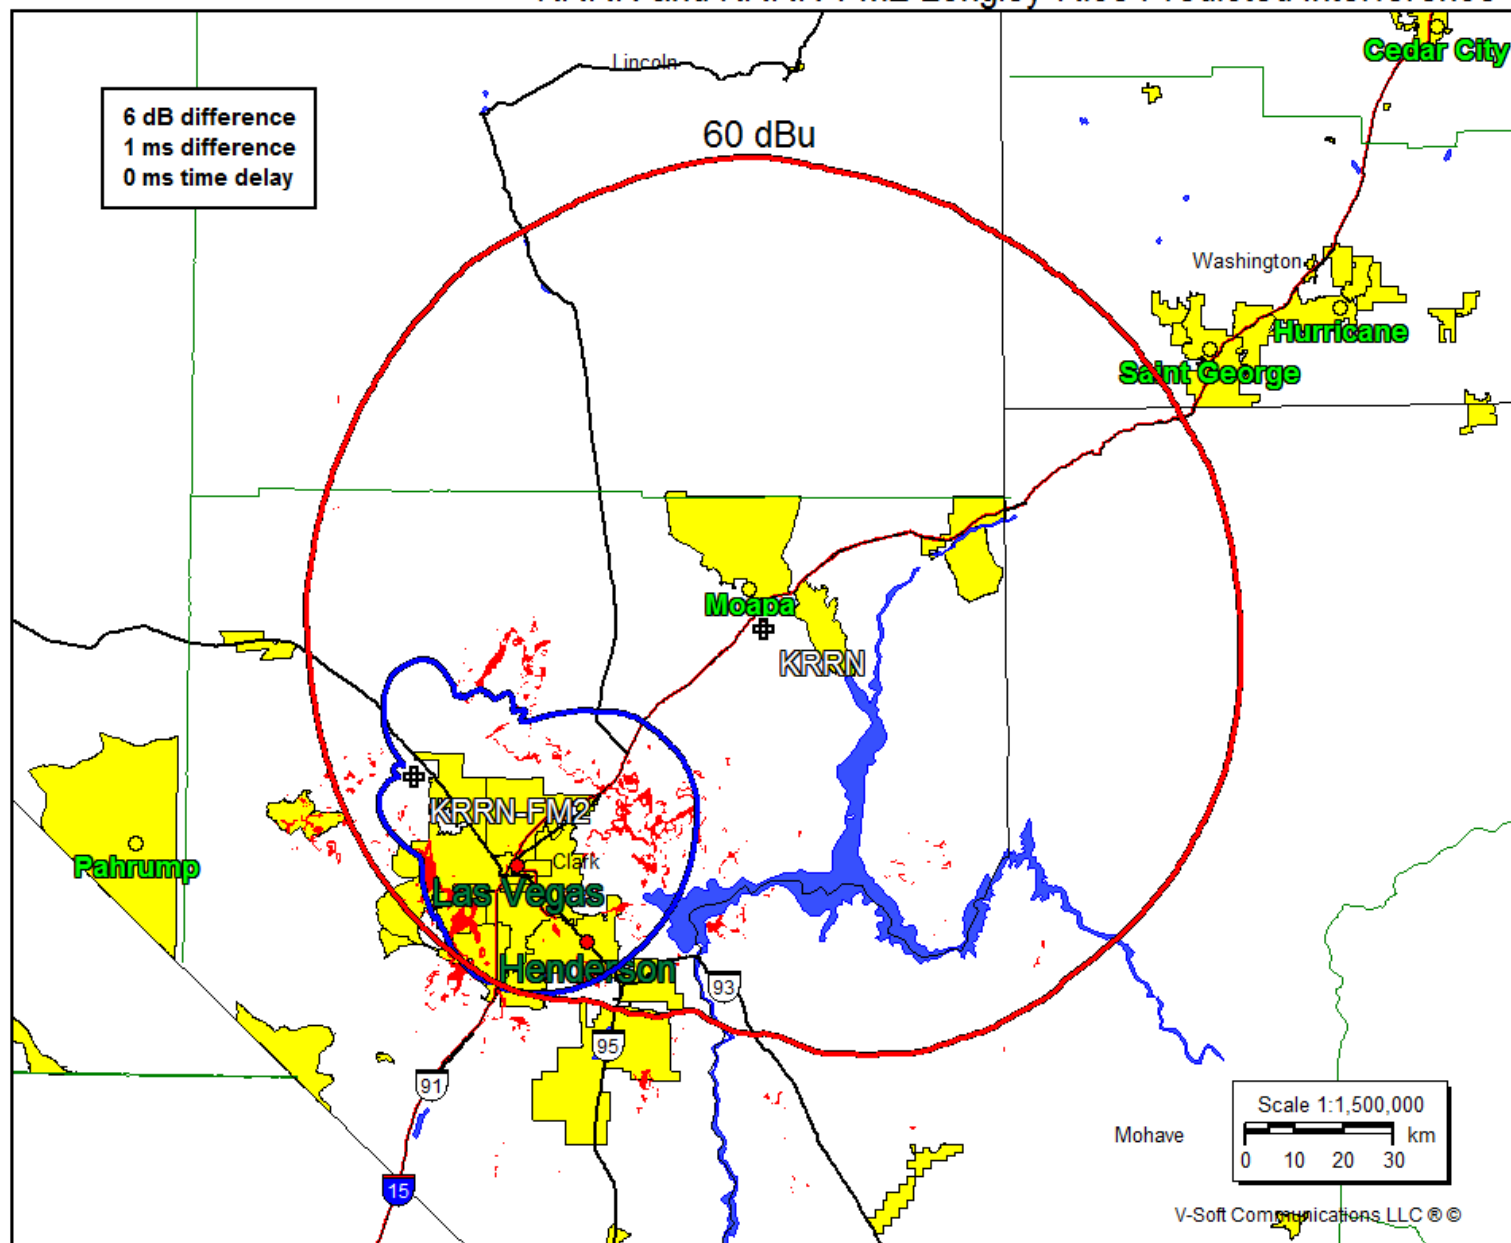 Cedar City
Lincoln
6 dB difference
1 ms difference
0 ms time delay
60 dBu
Washington
Hurricane
Saint George
Moapa
KRRN
KRRN-FM2
Clark
Pahrump
Las Vegas
Henderson
93
95
91
15
Mohave
Scale 1:1,500,000
km
0 10 20 30
V-Soft Communications LLC ® ©